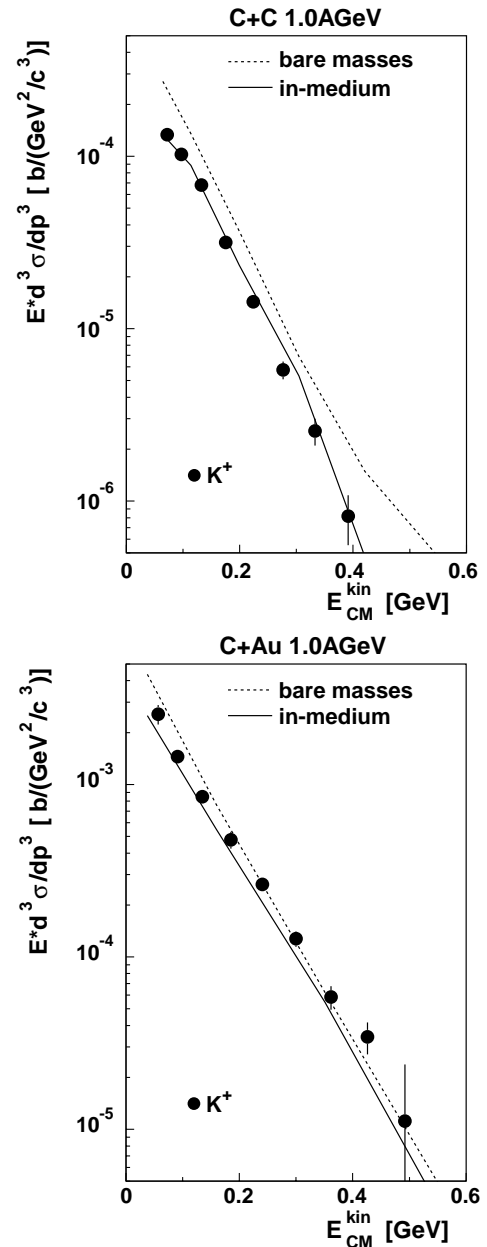 C+C 1.0AGeV
E*d³σ/dp³ [b/(GeV²/c³)]
bare masses
in-medium
10⁻⁴
10⁻⁵
10⁻⁶
K⁺
0 0.2 0.4 0.6
E_CM^kin [GeV]
C+Au 1.0AGeV
E*d³σ/dp³ [b/(GeV²/c³)]
bare masses
in-medium
10⁻³
10⁻⁴
10⁻⁵
K⁺
0 0.2 0.4 0.6
E_CM^kin [GeV]